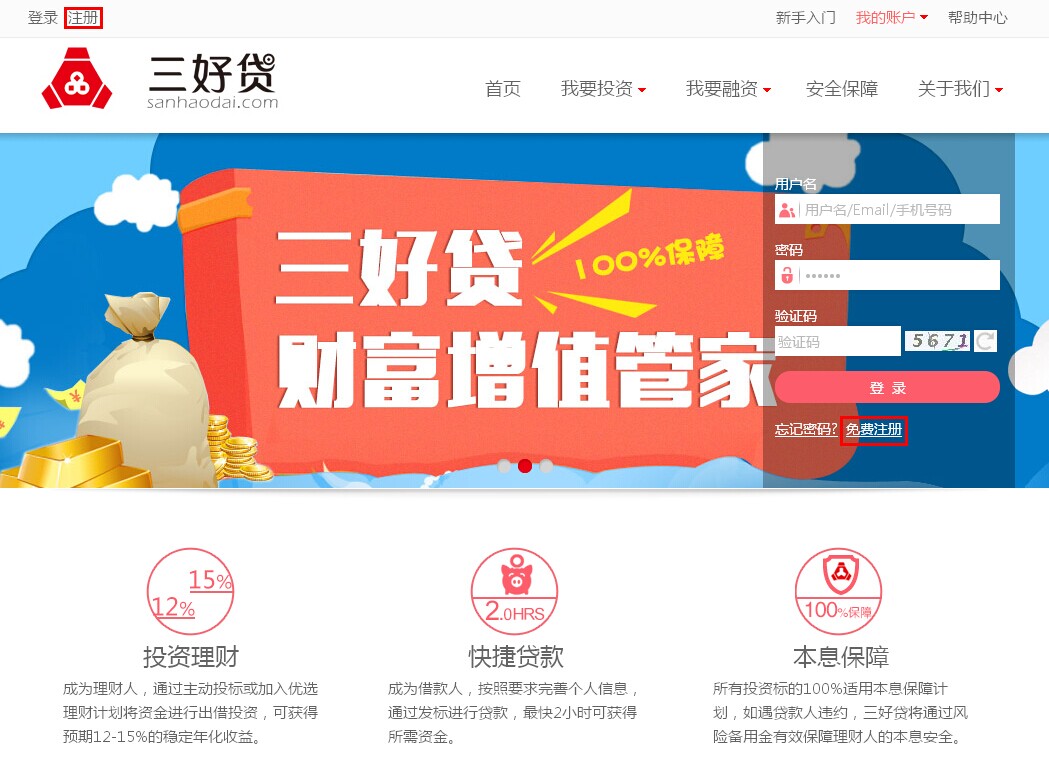 登录 注册 新手入门 我的账户 帮助中心
三好贷
sanhaodai.com
首页 我要投资 我要融资 安全保障 关于我们
三好贷 100%保障
财富增值管家
用户名
用户名/Email/手机号码
密码
••••••
验证码
验证码 5671
登 录
忘记密码? 免费注册
15%
12%
投资理财
成为理财人，通过主动投标或加入优选
理财计划将资金进行出借投资，可获得
预期12-15%的稳定年化收益。
2.0HRS
快捷贷款
成为借款人，按照要求完善个人信息，
通过发标进行贷款，最快2小时可获得
所需资金。
100%保障
本息保障
所有投资标的100%适用本息保障计
划，如遇贷款人违约，三好贷将通过风
险备用金有效保障理财人的本息安全。